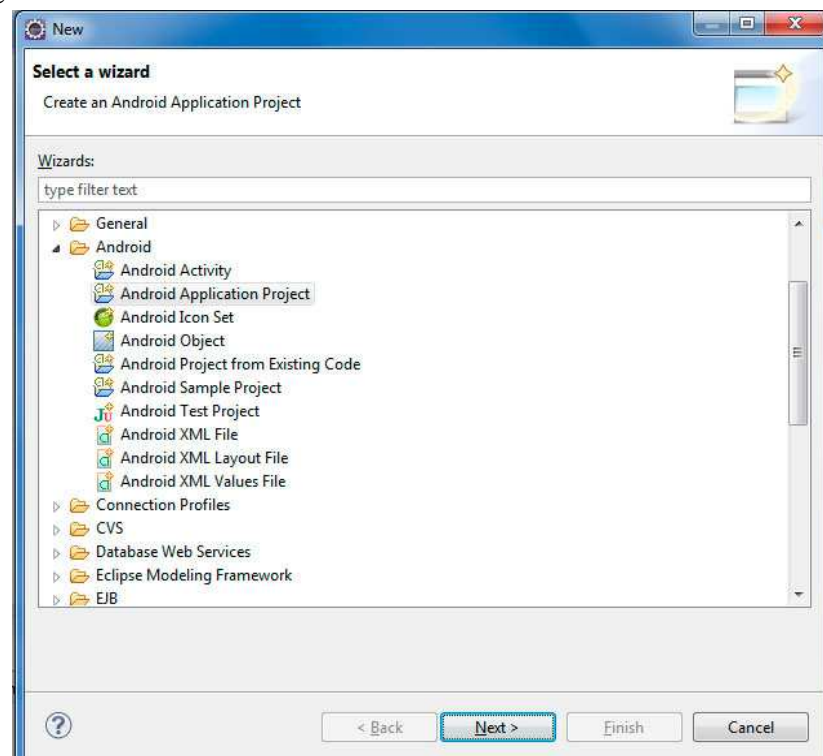 New
Select a wizard
Create an Android Application Project
Wizards:
type filter text
General
Android
Android Activity
Android Application Project
Android Icon Set
Android Object
Android Project from Existing Code
Android Sample Project
Android Test Project
Android XML File
Android XML Layout File
Android XML Values File
Connection Profiles
CVS
Database Web Services
Eclipse Modeling Framework
EJB
? < Back Next > Finish Cancel